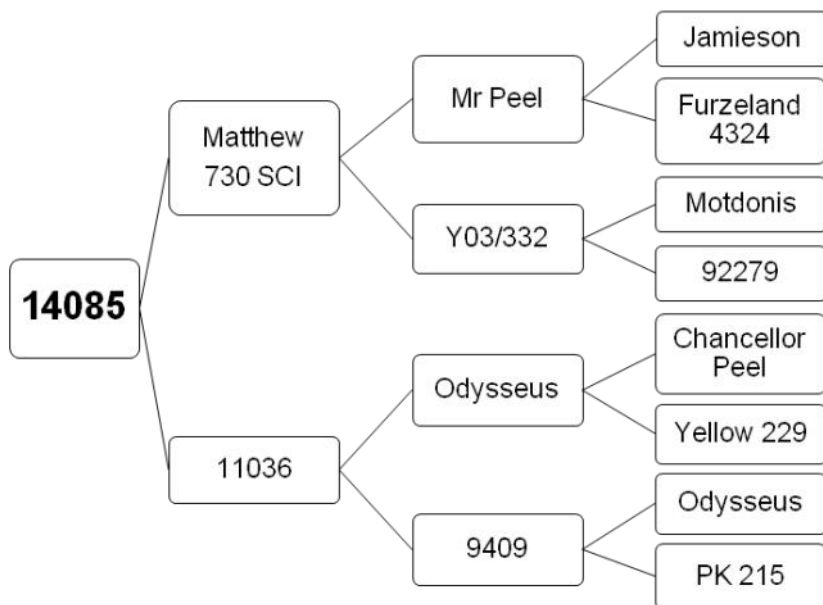 14085
Matthew
730 SCI
11036
Mr Peel
Y03/332
Odysseus
9409
Jamieson
Furzeland
4324
Motdonis
92279
Chancellor
Peel
Yellow 229
Odysseus
PK 215